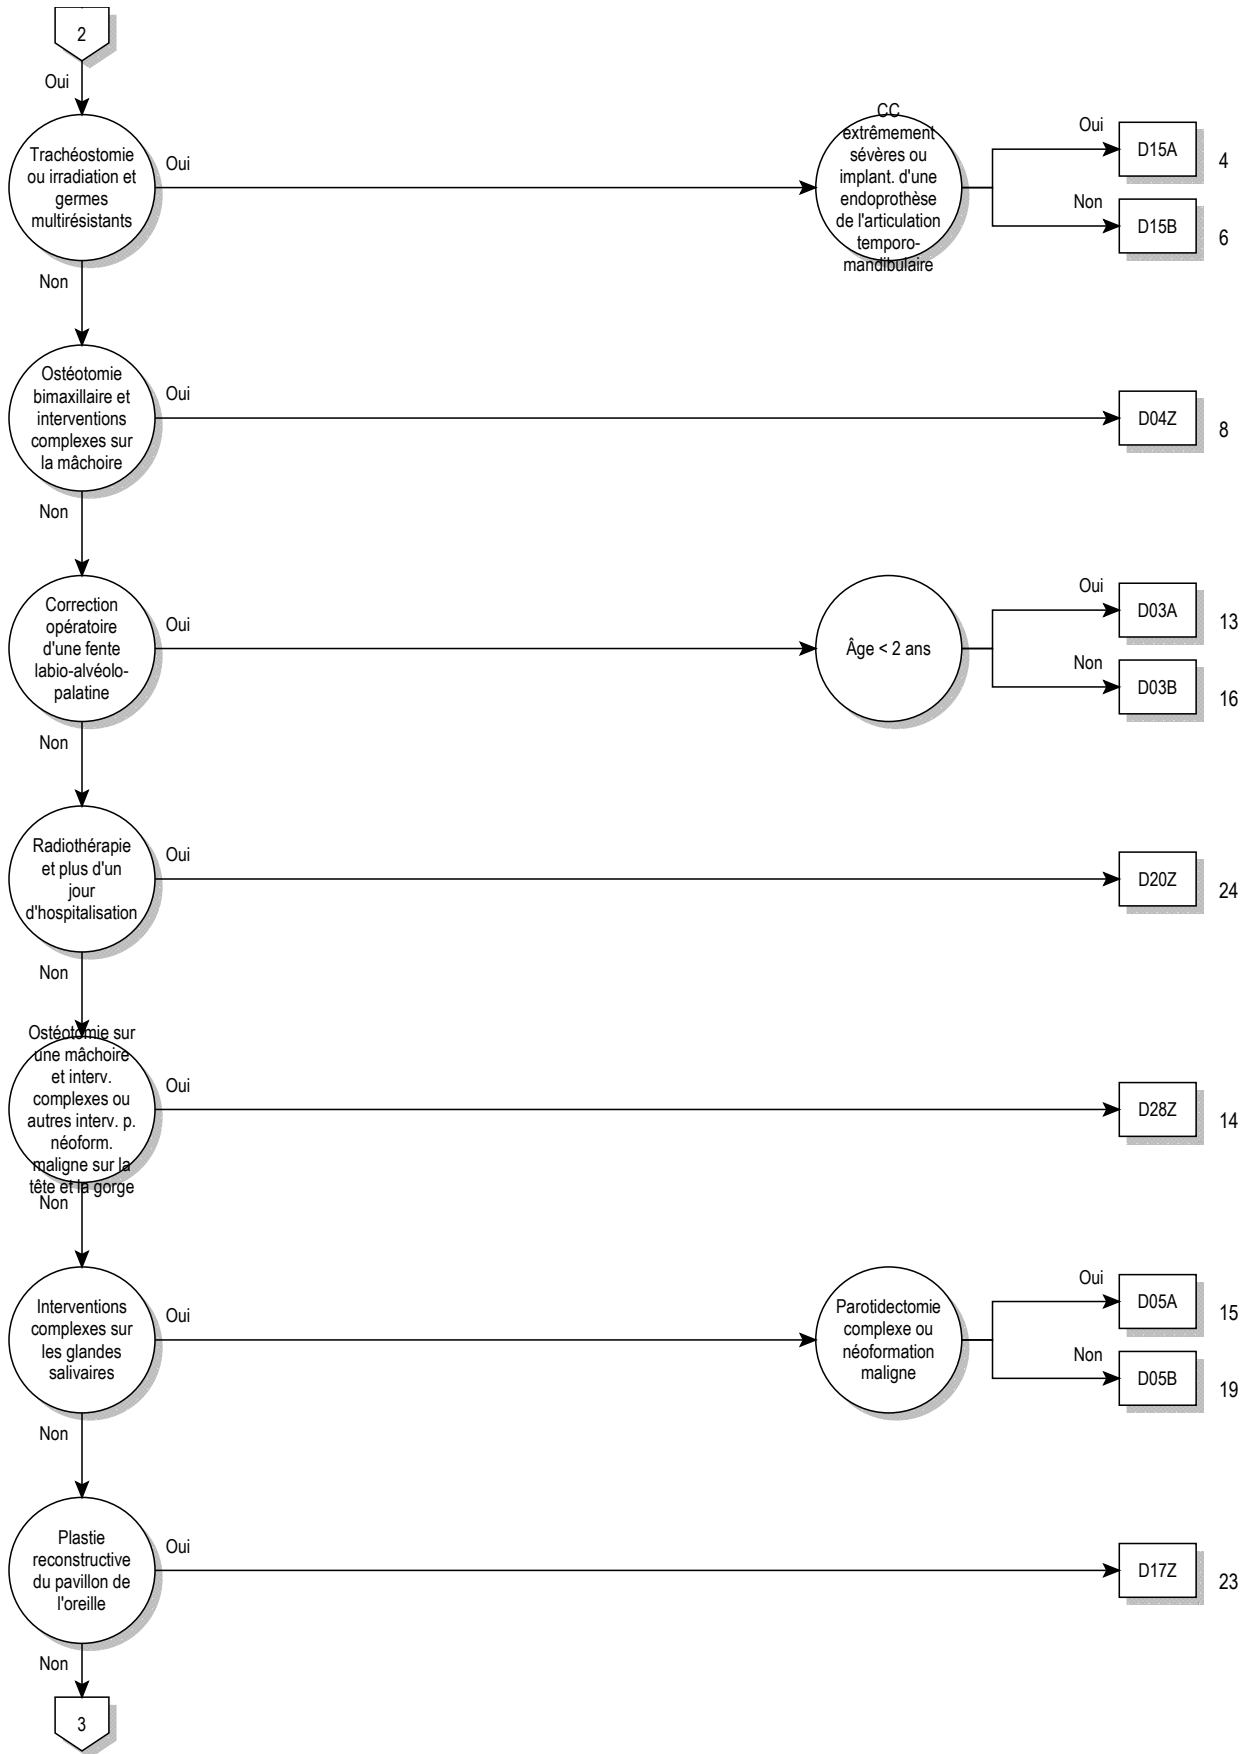 2
Oui
Trachéostomie
ou irradiation et
germes
multirésistants
Oui
CC
extrêmement
sévères ou
implant. d'une
endoprothèse
de l'articulation
temporo-
mandibulaire
Oui
D15A
4
Non
D15B
6
Non
Ostéotomie
bimaxillaire et
interventions
complexes sur
la mâchoire
Oui
D04Z
8
Non
Correction
opératoire
d'une fente
labio-alvéolo-
palatine
Oui
Âge < 2 ans
Oui
D03A
13
Non
D03B
16
Non
Radiothérapie
et plus d'un
jour
d'hospitalisation
Oui
D20Z
24
Non
Ostéotomie sur
une mâchoire
et interv.
complexes ou
autres interv. p.
néoform.
maligne sur la
tête et la gorge
Oui
D28Z
14
Non
Interventions
complexes sur
les glandes
salivaires
Oui
Parotidectomie
complexe ou
néoformation
maligne
Oui
D05A
15
Non
D05B
19
Non
Plastie
reconstructive
du pavillon de
l'oreille
Oui
D17Z
23
Non
3